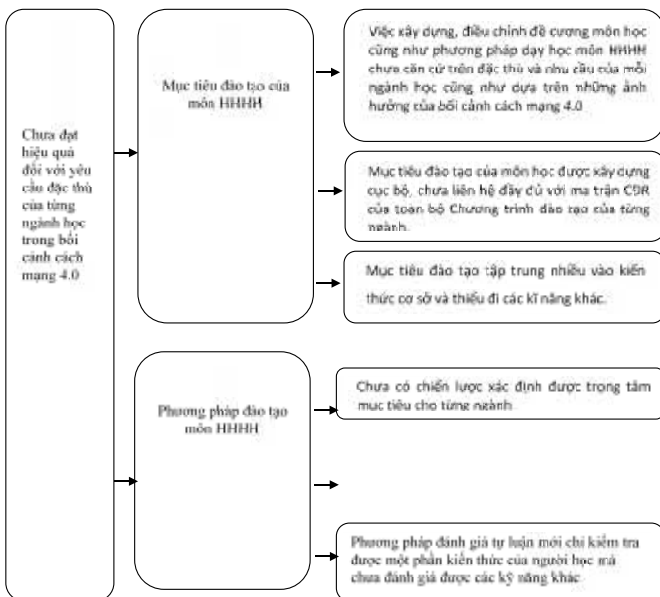 Chưa đạt
hiệu quả
đối với yêu
cầu đặc thù
của từng
ngành học
trong bối
cảnh cách
mạng 4.0
Mục tiêu đào tạo của
môn HHHH
Việc xây dựng, điều chỉnh đề cương môn học
cũng như phương pháp dạy học môn HHHH
chưa căn cứ trên đặc thù và nhu cầu của mỗi
ngành học cũng như dựa trên những ảnh
hưởng của bối cảnh cách mạng 4.0
Mục tiêu đào tạo của môn học được xây dựng
cục bộ, chưa liên hệ đầy đủ với ma trận CĐR
của toàn bộ Chương trình đào tạo của từng
ngành.
Mục tiêu đào tạo tập trung nhiều vào kiến
thức cơ sở và thiếu đi các kĩ năng khác.
Phương pháp đào tạo
môn HHHH
Chưa có chiến lược xác định được trọng tâm
mục tiêu cho từng ngành
Phương pháp đánh giá tự luận mới chỉ kiểm tra
được một phần kiến thức của người học mà
chưa đánh giá được các kỹ năng khác